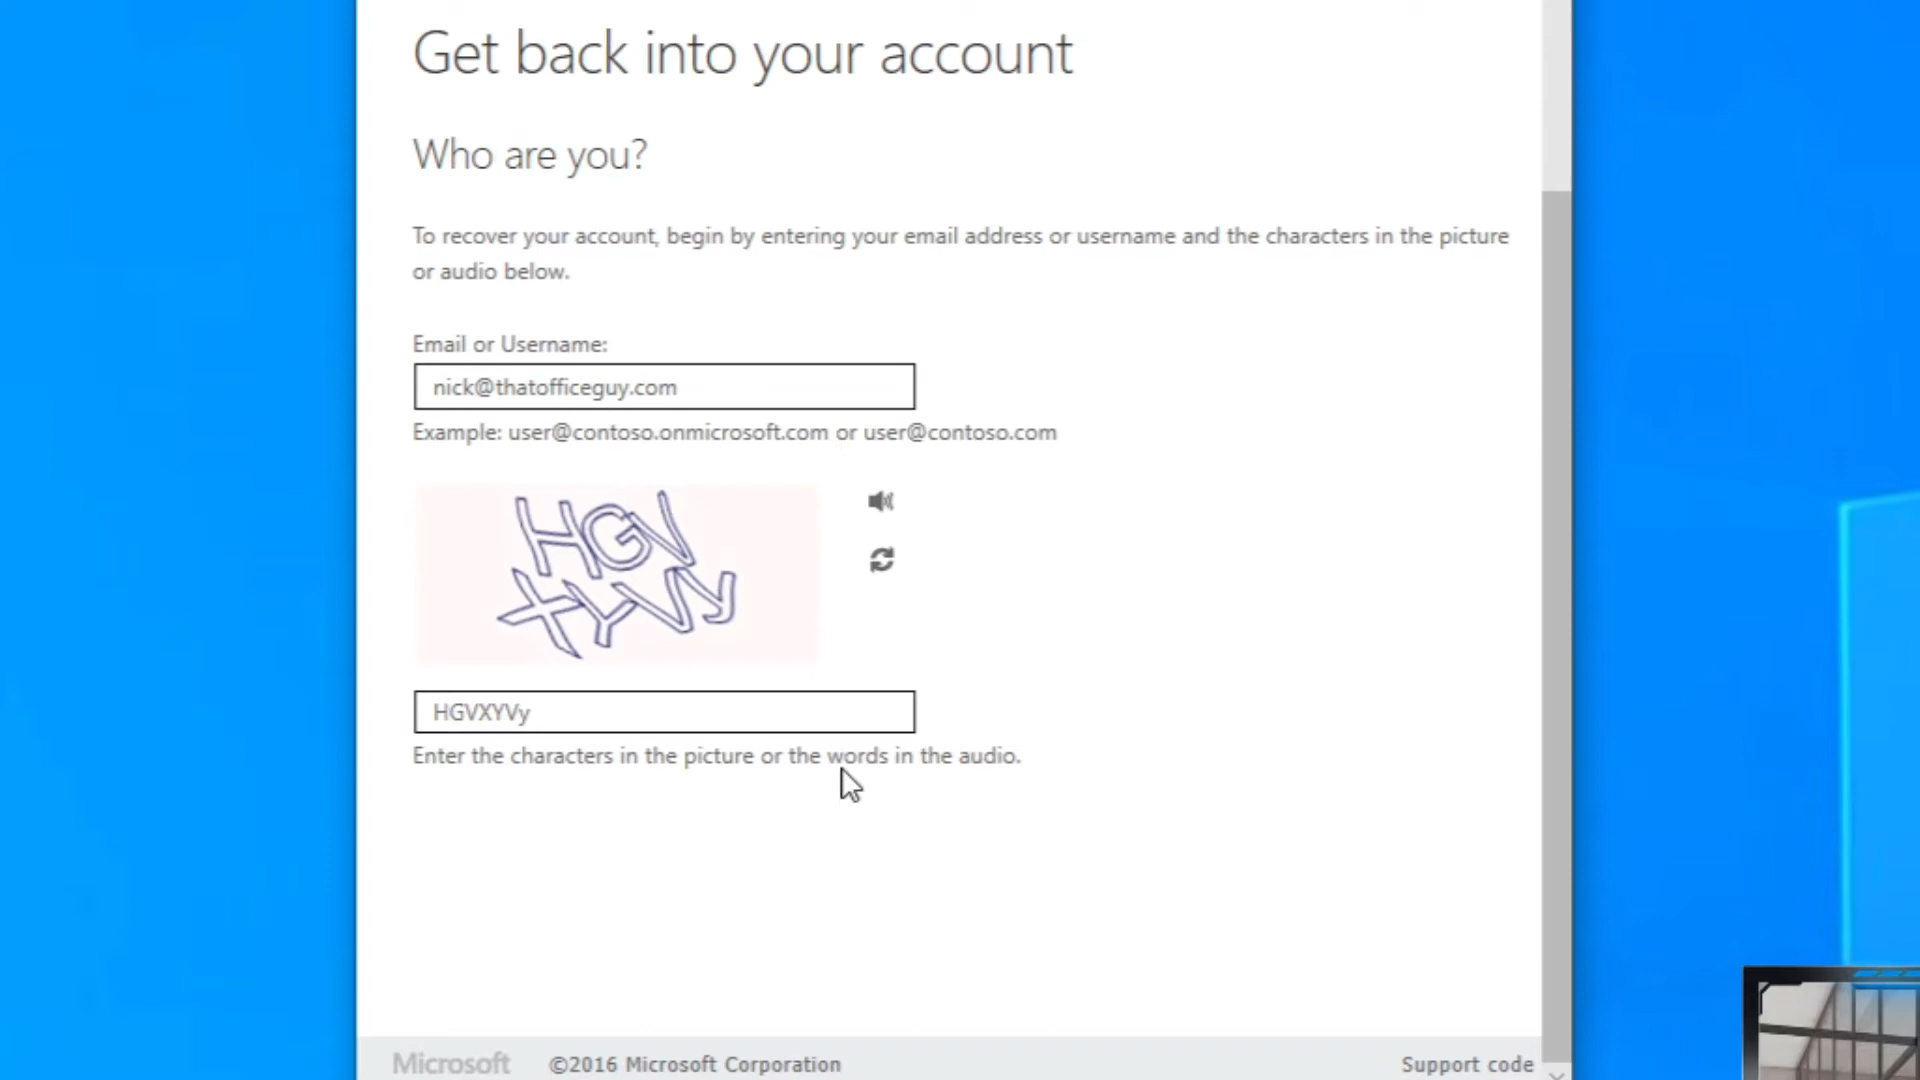 Get back into your account
Who are you?
To recover your account, begin by entering your email address or username and the characters in the picture
or audio below.
Email or Username:
nick@thatofficeguy.com
Example: user@contoso.onmicrosoft.com or user@contoso.com
HGV
XYVy
HGVXYVy
Enter the characters in the picture or the words in the audio.
Microsoft ©2016 Microsoft Corporation Support code